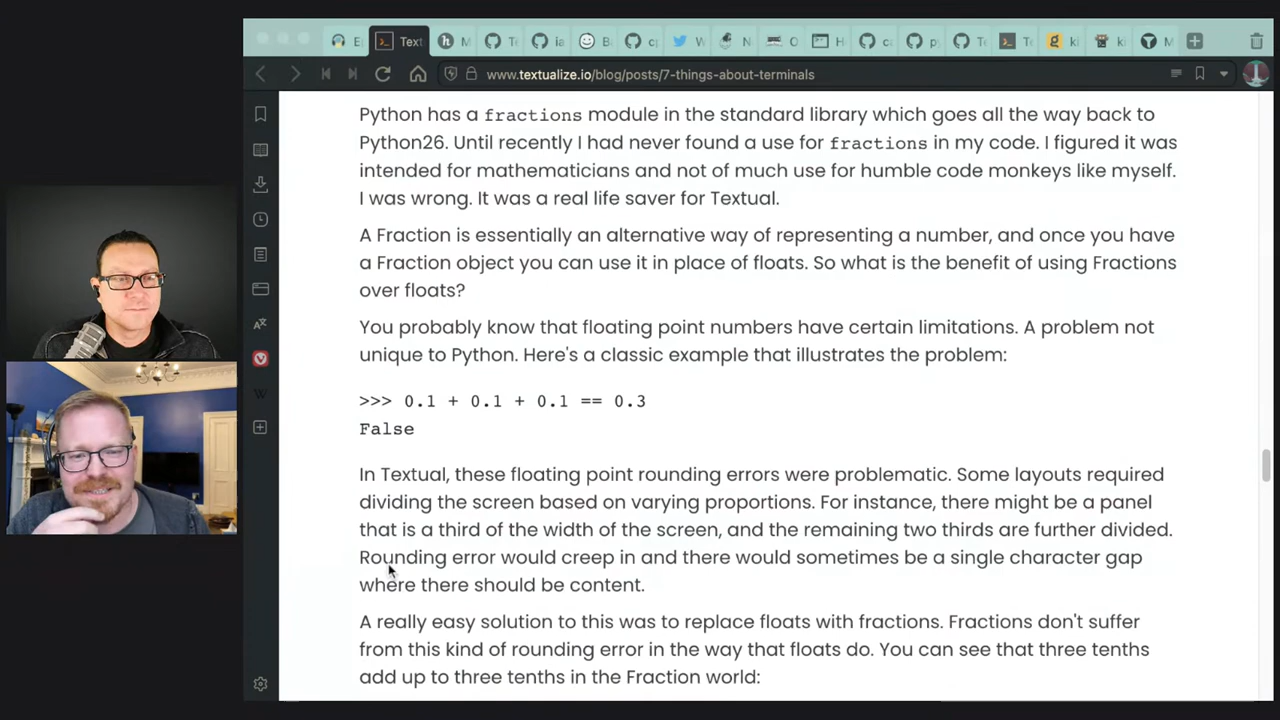 Text
www.textualize.io/blog/posts/7-things-about-terminals
Python has a fractions module in the standard library which goes all the way back to
Python26. Until recently I had never found a use for fractions in my code. I figured it was
intended for mathematicians and not of much use for humble code monkeys like myself.
I was wrong. It was a real life saver for Textual.
A Fraction is essentially an alternative way of representing a number, and once you have
a Fraction object you can use it in place of floats. So what is the benefit of using Fractions
over floats?
You probably know that floating point numbers have certain limitations. A problem not
unique to Python. Here's a classic example that illustrates the problem:
>>> 0.1 + 0.1 + 0.1 == 0.3
False
In Textual, these floating point rounding errors were problematic. Some layouts required
dividing the screen based on varying proportions. For instance, there might be a panel
that is a third of the width of the screen, and the remaining two thirds are further divided.
Rounding error would creep in and there would sometimes be a single character gap
where there should be content.
A really easy solution to this was to replace floats with fractions. Fractions don't suffer
from this kind of rounding error in the way that floats do. You can see that three tenths
add up to three tenths in the Fraction world: